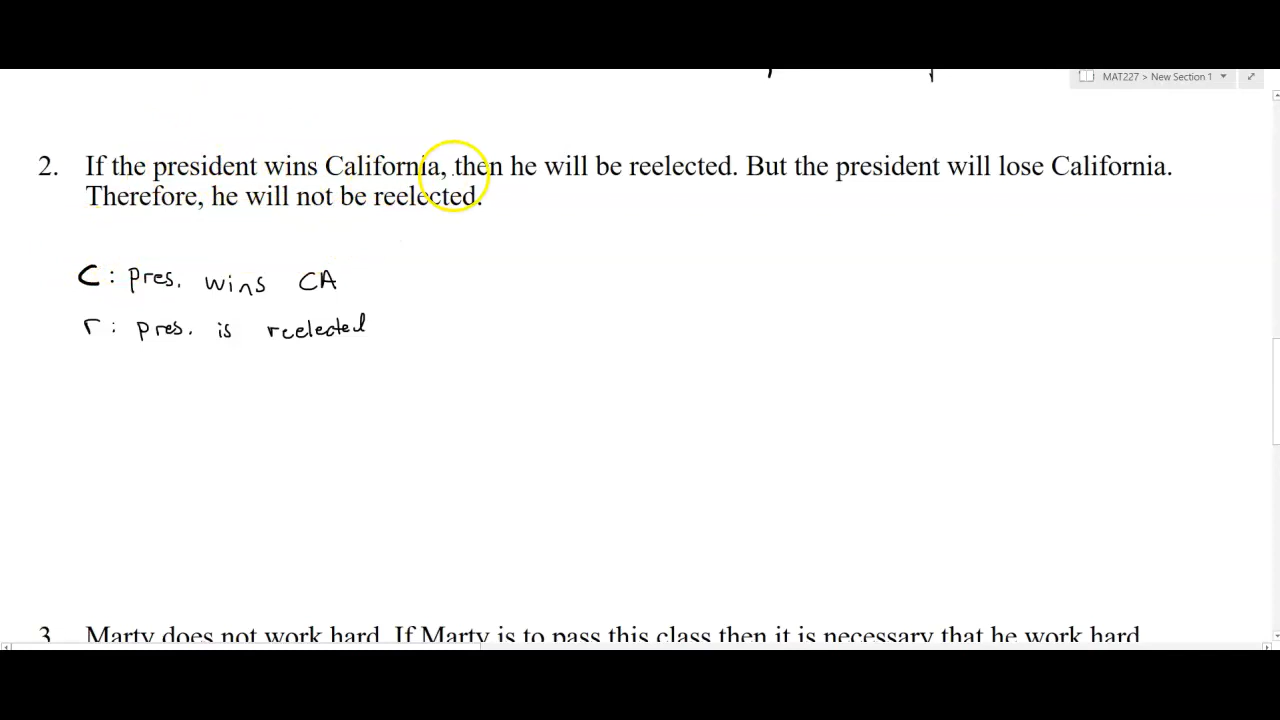 MAT227 > New Section 1
2. If the president wins California, then he will be reelected. But the president will lose California.
Therefore, he will not be reelected.
C: pres. wins CA
r: pres. is reelected
3 Marty does not work hard. If Marty is to pass this class then it is necessary that he work hard